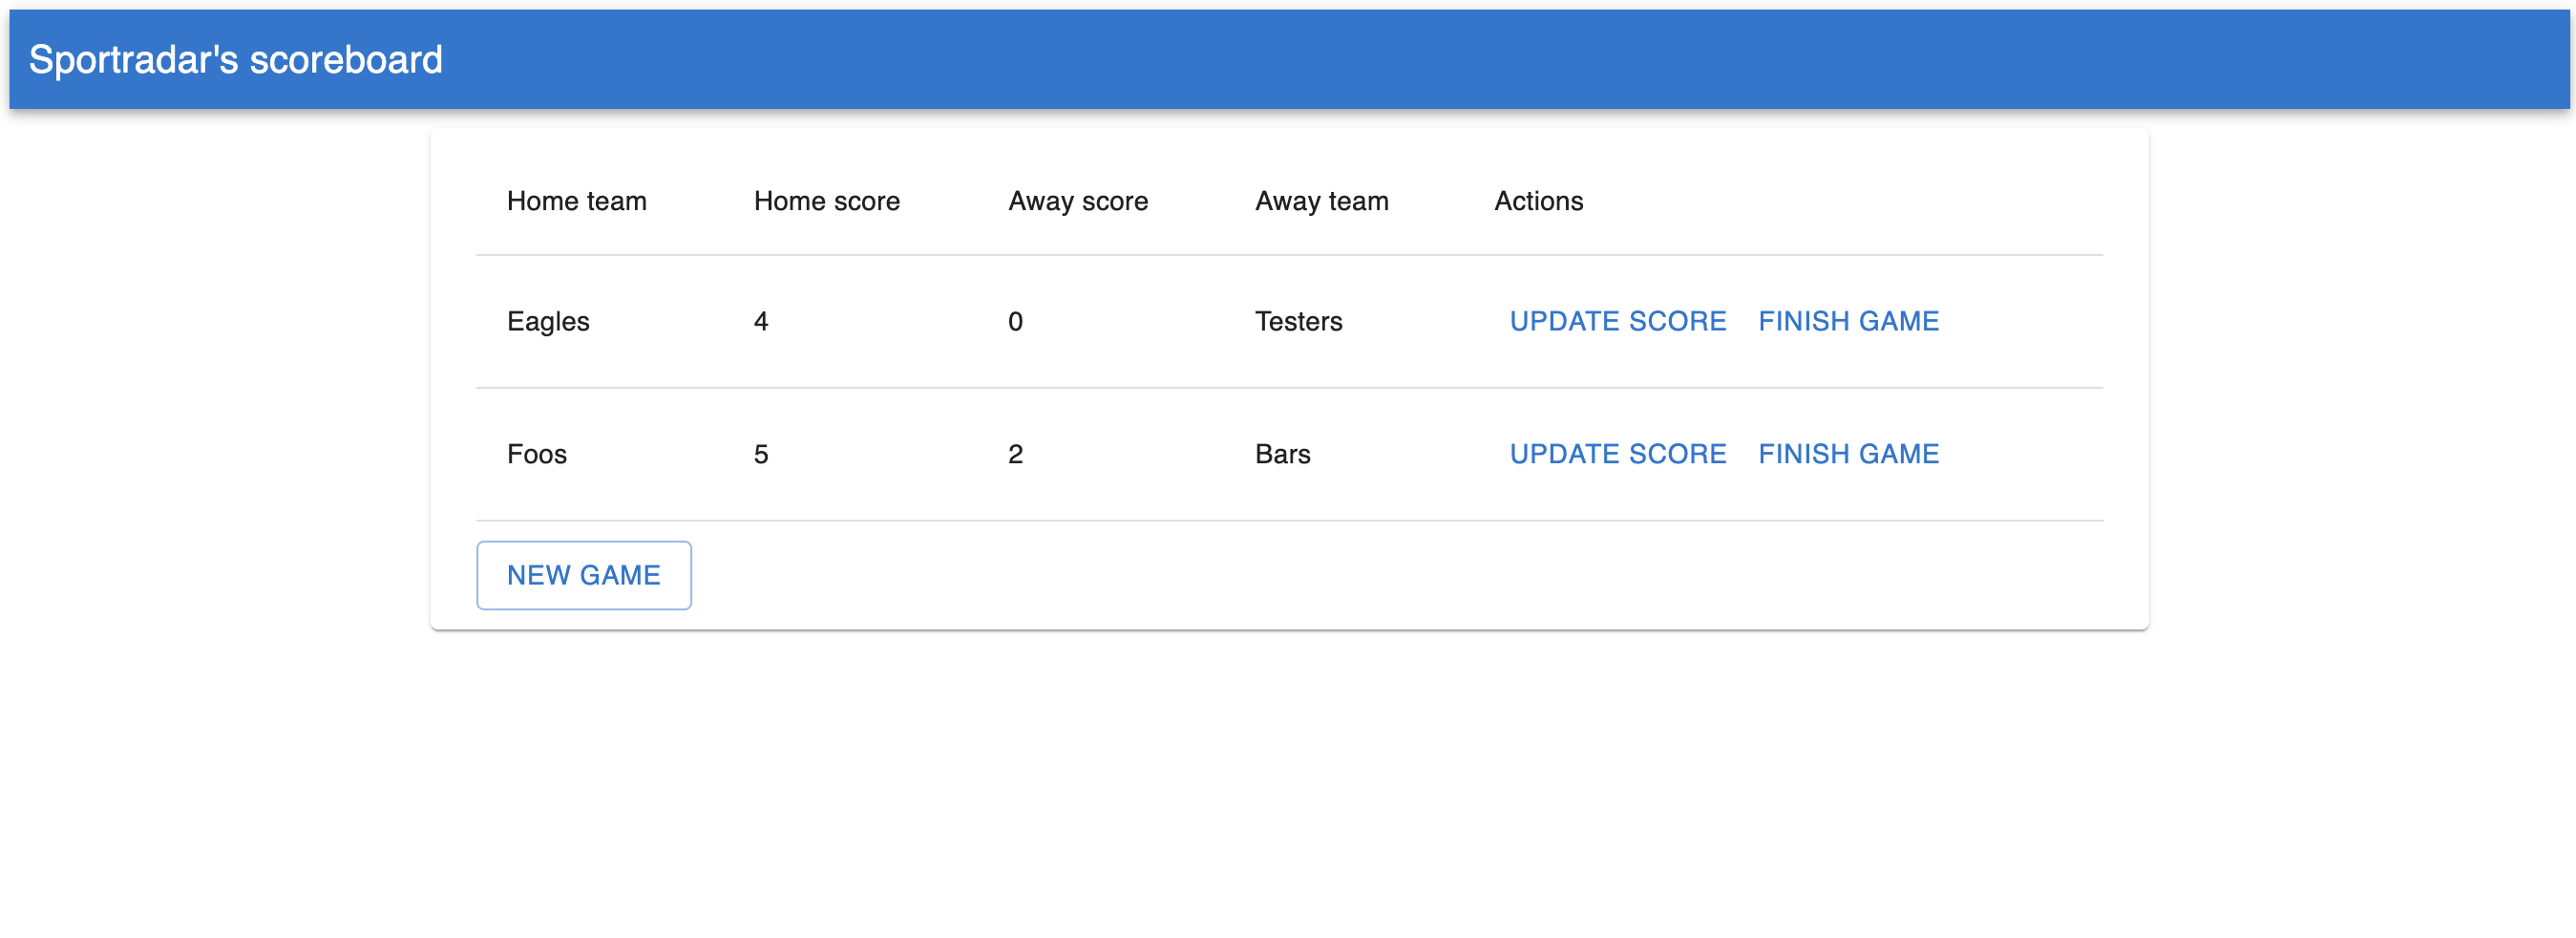 Sportradar's scoreboard
Home team Home score Away score Away team Actions
Eagles 4 0 Testers UPDATE SCORE FINISH GAME
Foos 5 2 Bars UPDATE SCORE FINISH GAME
NEW GAME